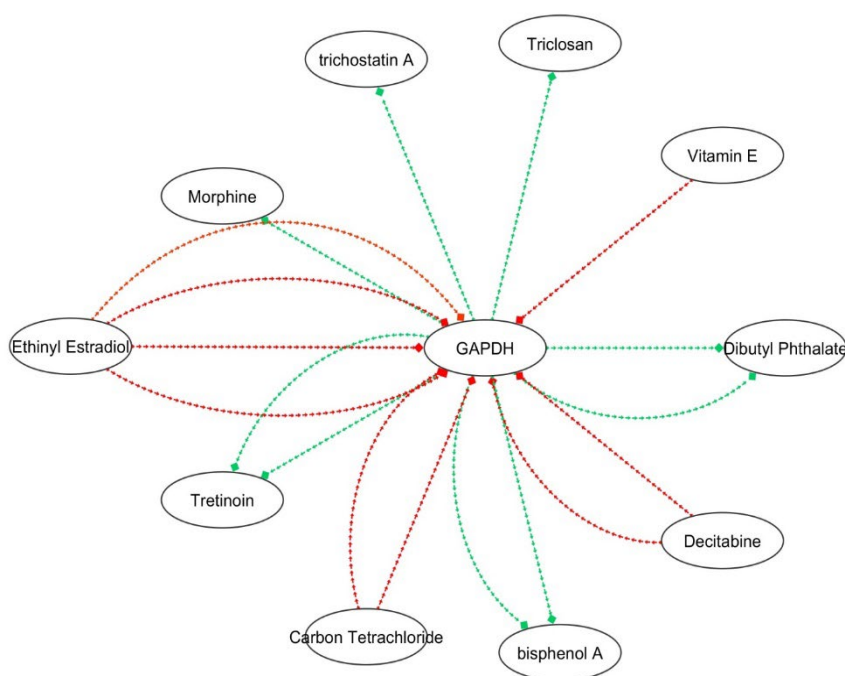 Triclosan
trichostatin A
Vitamin E
Morphine
Ethinyl Estradiol
GAPDH
Dibutyl Phthalate
Tretinoin
Decitabine
Carbon Tetrachloride
bisphenol A